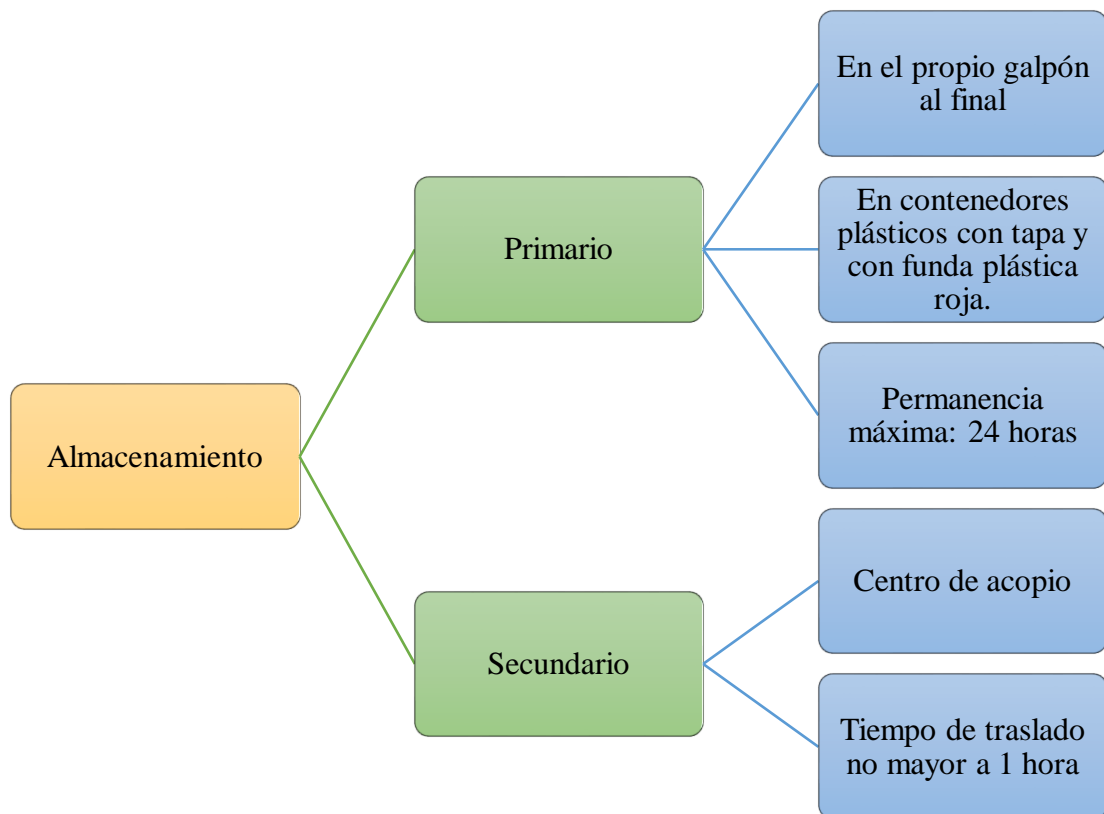 Almacenamiento
Primario
En el propio galpón
al final
En contenedores
plásticos con tapa y
con funda plástica
roja.
Permanencia
máxima: 24 horas
Secundario
Centro de acopio
Tiempo de traslado
no mayor a 1 hora